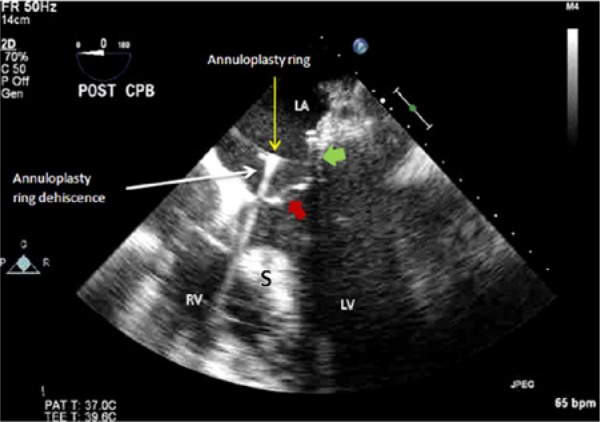 FR 50Hz
14cm
M4
2D
70%
C 50
P Off
Gen
0 0 180
POST CPB
Annuloplasty ring
LA
Annuloplasty
ring dehiscence
G
P R
S
RV
LV
JPEG
PAT T: 37.0C
TEE T: 39.6C
65 bpm